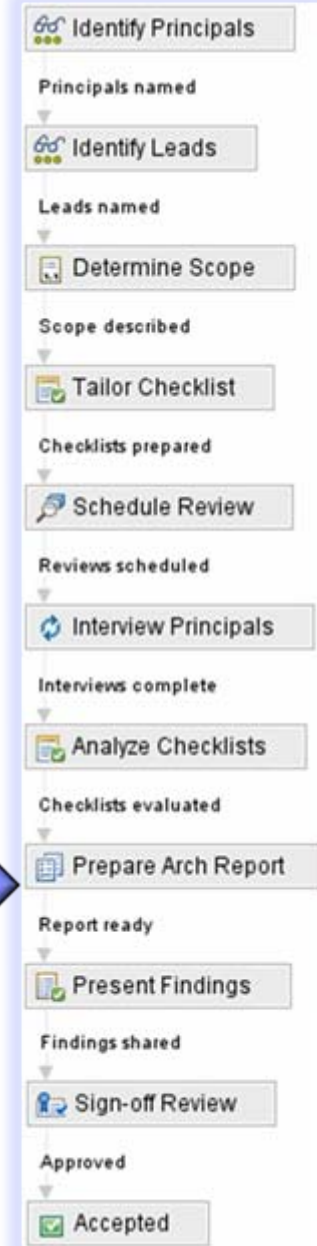 Identify Principals
Principals named
Identify Leads
Leads named
Determine Scope
Scope described
Tailor Checklist
Checklists prepared
Schedule Review
Reviews scheduled
Interview Principals
Interviews complete
Analyze Checklists
Checklists evaluated
Prepare Arch Report
Report ready
Present Findings
Findings shared
Sign-off Review
Approved
Accepted